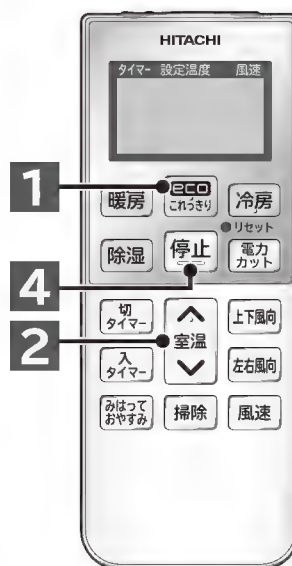 HITACHI
タイマー 設定温度 風速
1
暖房
eco
これっきり
冷房
リセット
除湿
停止
電力
カット
4
切
タイマー
上下風向
2
室温
入
タイマー
左右風向
みはって
おやすみ
掃除
風速